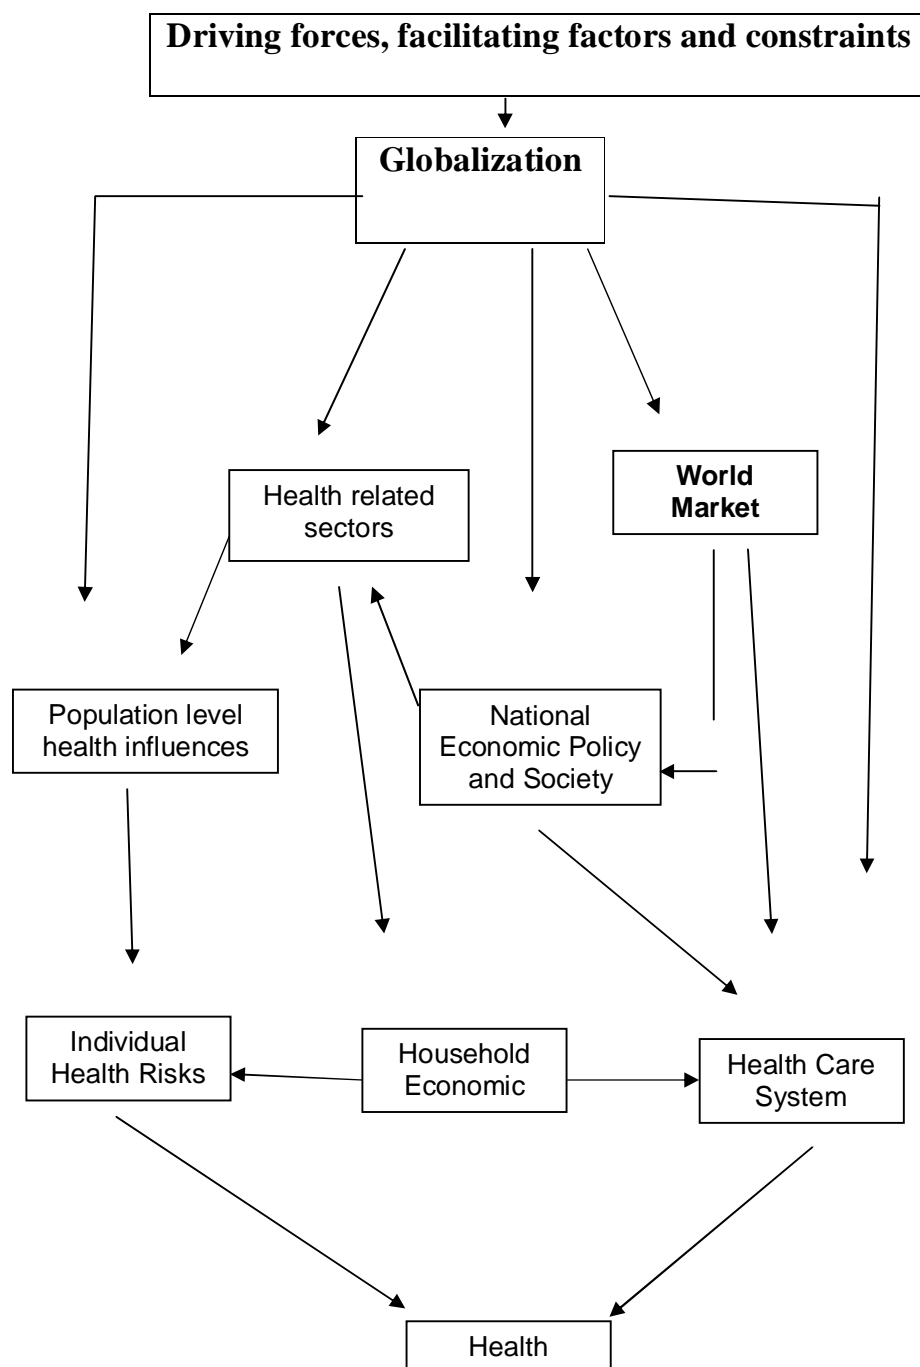 Driving forces, facilitating factors and constraints
Globalization
Health related
sectors
World
Market
Population level
health influences
National
Economic Policy
and Society
Individual
Health Risks
Household
Economic
Health Care
System
Health